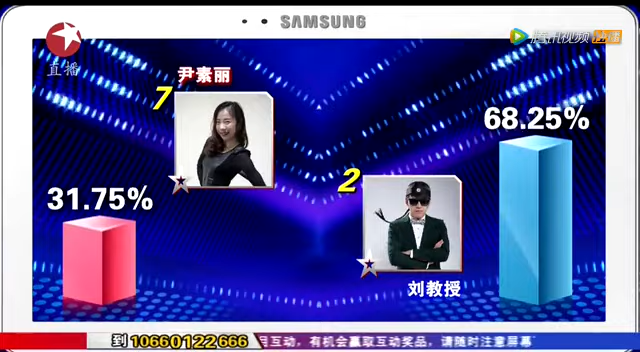 SAMSUNG
直播
腾讯视频
尹素丽
7
68.25%
31.75%
2
刘教授
到10660122666
目互动，有机会赢取互动奖品，请随时注意屏幕